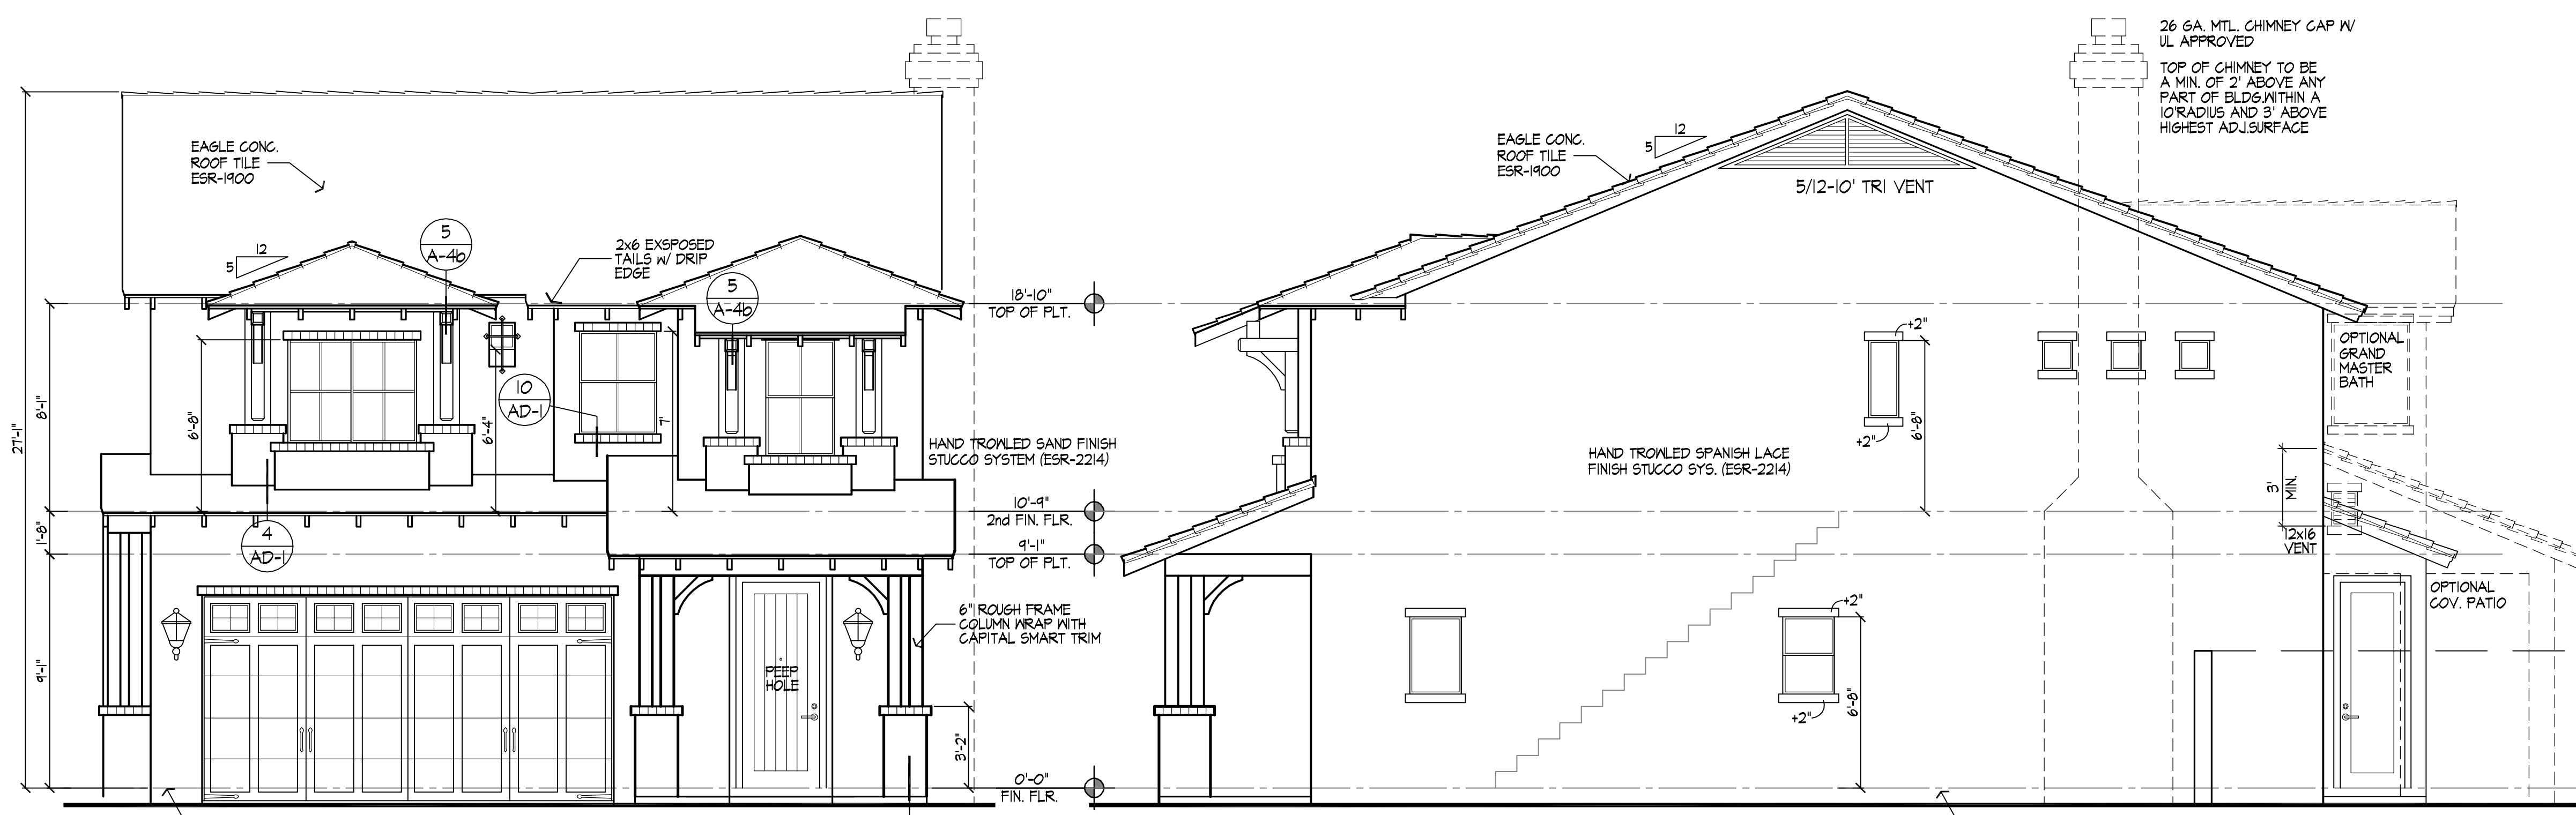 26 GA. MTL. CHIMNEY CAP W/
UL APPROVED
TOP OF CHIMNEY TO BE
A MIN. OF 2' ABOVE ANY
PART OF BLDG.WITHIN A
10'RADIUS AND 3' ABOVE
HIGHEST ADJ.SURFACE
EAGLE CONC.
ROOF TILE
ESR-1900
12
5
5
A-4b
2x6 EXSPOSED
TAILS W/ DRIP
EDGE
5
A-4b
27'-1"
8'-1"
1'-8"
9'-1"
6'-8"
6'-4"
7'
10
AD-1
4
AD-1
HAND TROWLED SAND FINISH
STUCCO SYSTEM (ESR-2214)
6" ROUGH FRAME
COLUMN WRAP WITH
CAPITAL SMART TRIM
PEEP
HOLE
3'-2"
18'-10"
TOP OF PLT.
10'-9"
2nd FIN. FLR.
9'-1"
TOP OF PLT.
0'-0"
FIN. FLR.
EAGLE CONC.
ROOF TILE
ESR-1900
12
5
5/12-10' TRI VENT
HAND TROWLED SPANISH LACE
FINISH STUCCO SYS. (ESR-2214)
+2"
+2"
6'-8"
+2"
+2"
6'-8"
OPTIONAL
GRAND
MASTER
BATH
3'
MIN.
12x16
VENT
OPTIONAL
COV. PATIO